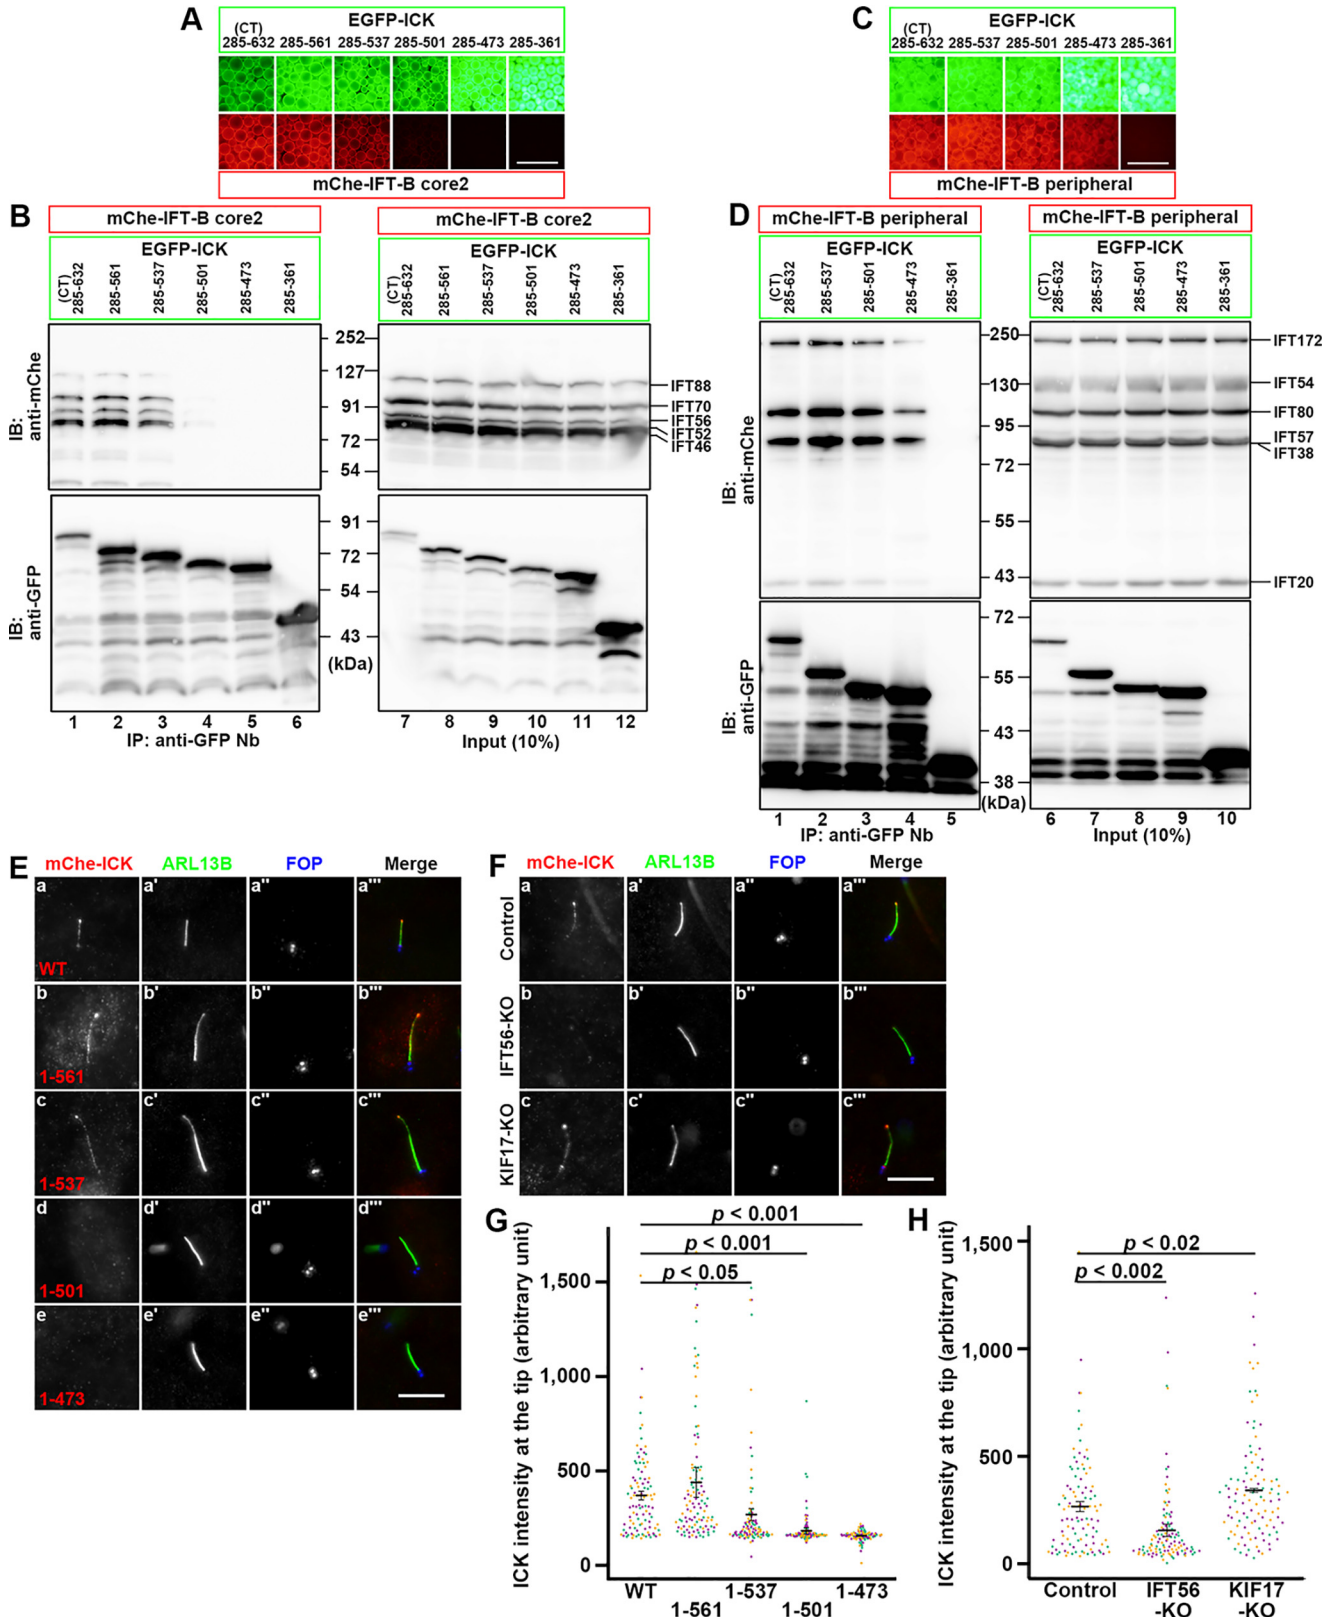 A
EGFP-ICK
(CT)
285-632 285-561 285-537 285-501 285-473 285-361
mChe-IFT-B core2
C
EGFP-ICK
(CT)
285-632 285-537 285-501 285-473 285-361
mChe-IFT-B peripheral
B
mChe-IFT-B core2
EGFP-ICK
(CT)
285-632
285-561
285-537
285-501
285-473
285-361
IB:
anti-mChe
252
127
91
72
54
IB:
anti-GFP
91
72
54
43
(kDa)
1 2 3 4 5 6
IP: anti-GFP Nb
mChe-IFT-B core2
EGFP-ICK
(CT)
285-632
285-561
285-537
285-501
285-473
285-361
IFT88
IFT70
IFT56
IFT52
IFT46
7 8 9 10 11 12
Input (10%)
D
mChe-IFT-B peripheral
EGFP-ICK
(CT)
285-632
285-537
285-501
285-473
285-361
IB:
anti-mChe
250
130
95
72
55
43
IB:
anti-GFP
72
55
43
38
(kDa)
1 2 3 4 5
IP: anti-GFP Nb
mChe-IFT-B peripheral
EGFP-ICK
(CT)
285-632
285-537
285-501
285-473
285-361
IFT172
IFT54
IFT80
IFT57
IFT38
IFT20
6 7 8 9 10
Input (10%)
E
mChe-ICK ARL13B FOP Merge
a a' a'' a'''
WT
b b' b'' b'''
1-561
c c' c'' c'''
1-537
d d' d'' d'''
1-501
e e' e'' e'''
1-473
F
mChe-ICK ARL13B FOP Merge
Control
a a' a'' a'''
IFT56-KO
b b' b'' b'''
KIF17-KO
c c' c'' c'''
G
ICK intensity at the tip (arbitrary unit)
p < 0.001
p < 0.001
p < 0.05
1,500
1,000
500
0
WT 1-561 1-537 1-501 1-473
H
ICK intensity at the tip (arbitrary unit)
p < 0.02
p < 0.002
1,500
1,000
500
0
Control IFT56 KIF17
-KO -KO